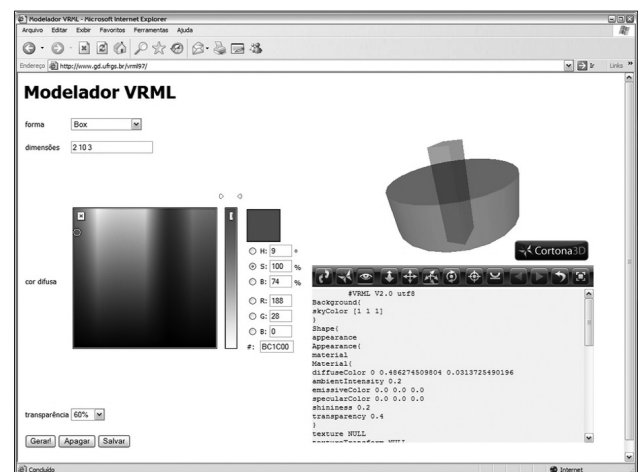 Modelador VRML - Microsoft Internet Explorer
Arquivo Editar Exibir Favoritos Ferramentas Ajuda
Endereço http://www.gd.ufrgs.br/vrml97/ Ir Links »
Modelador VRML
forma Box
dimensões 2 10 3
cor difusa
H: 9 °
S: 100 %
B: 74 %
R: 188
G: 28
B: 0
#: BC1C00
transparência 60%
Gerar! Apagar Salvar
Cortona3D
#VRML V2.0 utf8
Background{
skyColor [1 1 1]
}
Shape{
appearance
Appearance{
material
Material{
diffuseColor 0 0.486274509804 0.0313725490196
ambientIntensity 0.2
emissiveColor 0.0 0.0 0.0
specularColor 0.0 0.0 0.0
shininess 0.2
transparency 0.4
}
texture NULL
textureTransform NULL
Concluído Internet